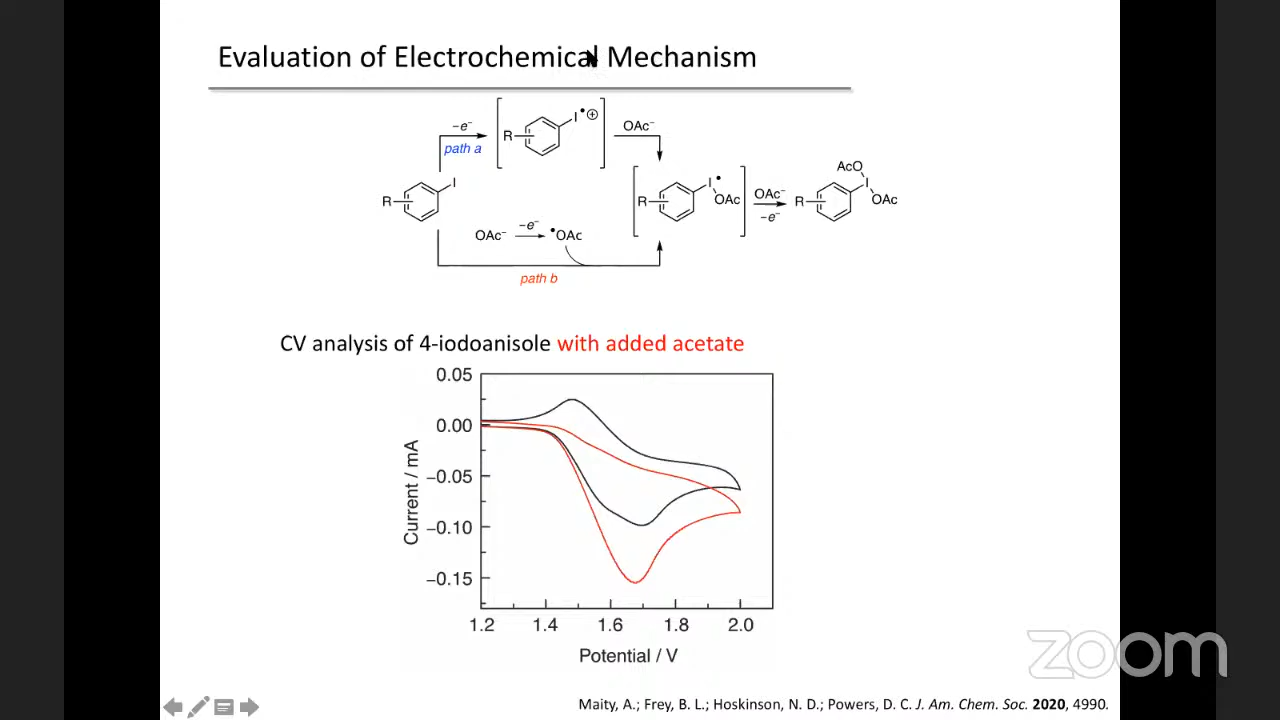 Evaluation of Electrochemical Mechanism
–e–
path a
R
I
•
⊕
OAc–
R
I
R
I
•
OAc
OAc–
–e–
R
AcO
I
OAc
OAc–
–e–
•OAc
path b
CV analysis of 4-iodoanisole with added acetate
0.05
0.00
−0.05
−0.10
−0.15
Current / mA
1.2 1.4 1.6 1.8 2.0
Potential / V
zoom
Maity, A.; Frey, B. L.; Hoskinson, N. D.; Powers, D. C. J. Am. Chem. Soc. 2020, 4990.